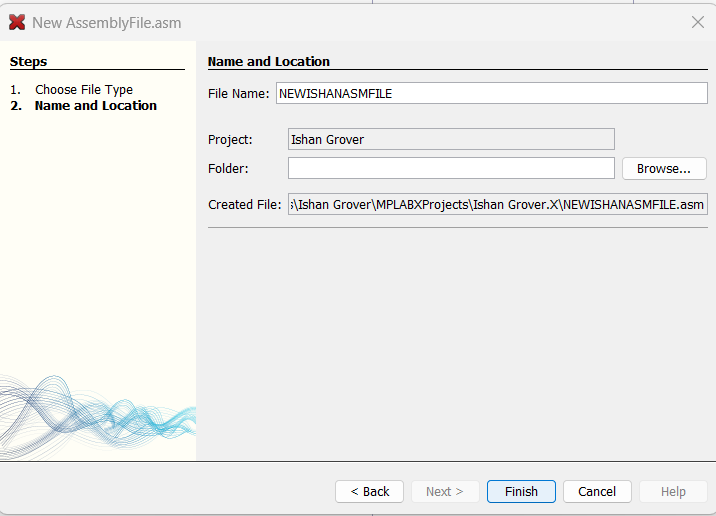 New AssemblyFile.asm
Steps
1. Choose File Type
2. Name and Location
Name and Location
File Name: NEWISHANASMFILE
Project: Ishan Grover
Folder:
Browse...
Created File: s\Ishan Grover\MPLABXProjects\Ishan Grover.X\NEWISHANASMFILE.asm
< Back
Next >
Finish
Cancel
Help